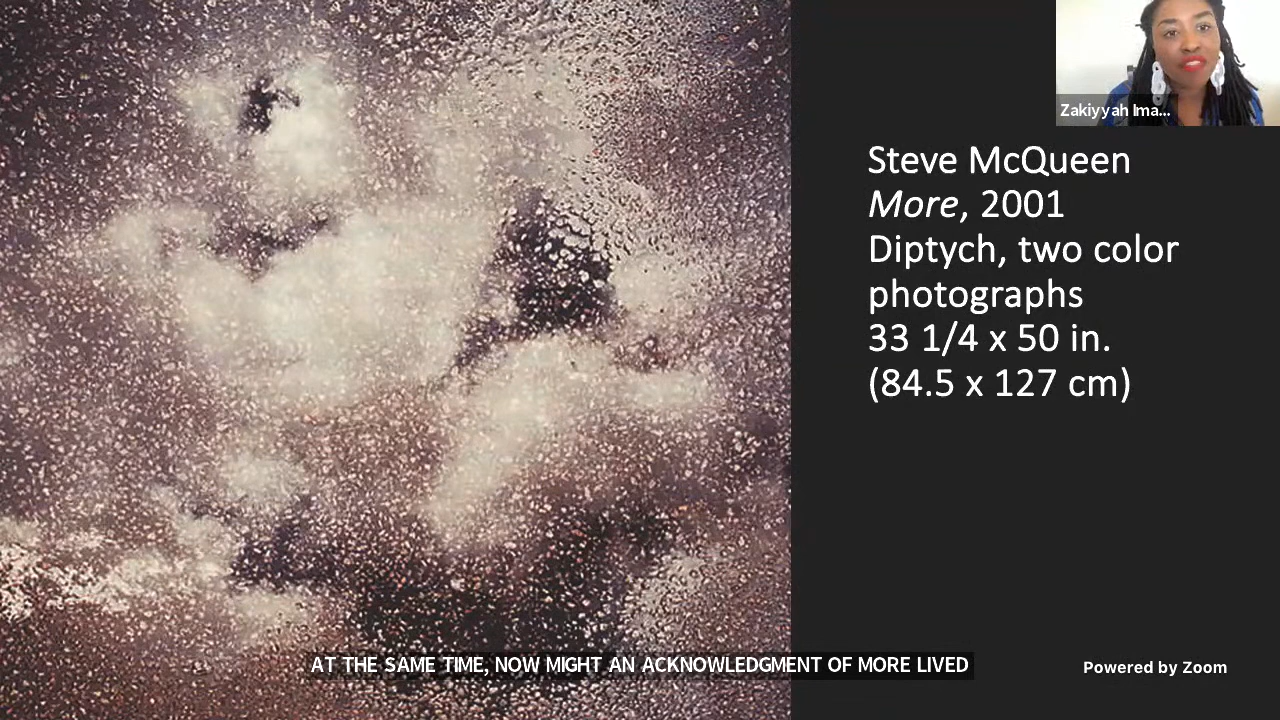 Zakiyyah Ima...
Steve McQueen
More, 2001
Diptych, two color
photographs
33 1/4 x 50 in.
(84.5 x 127 cm)
AT THE SAME TIME, NOW MIGHT AN ACKNOWLEDGMENT OF MORE LIVED
Powered by Zoom